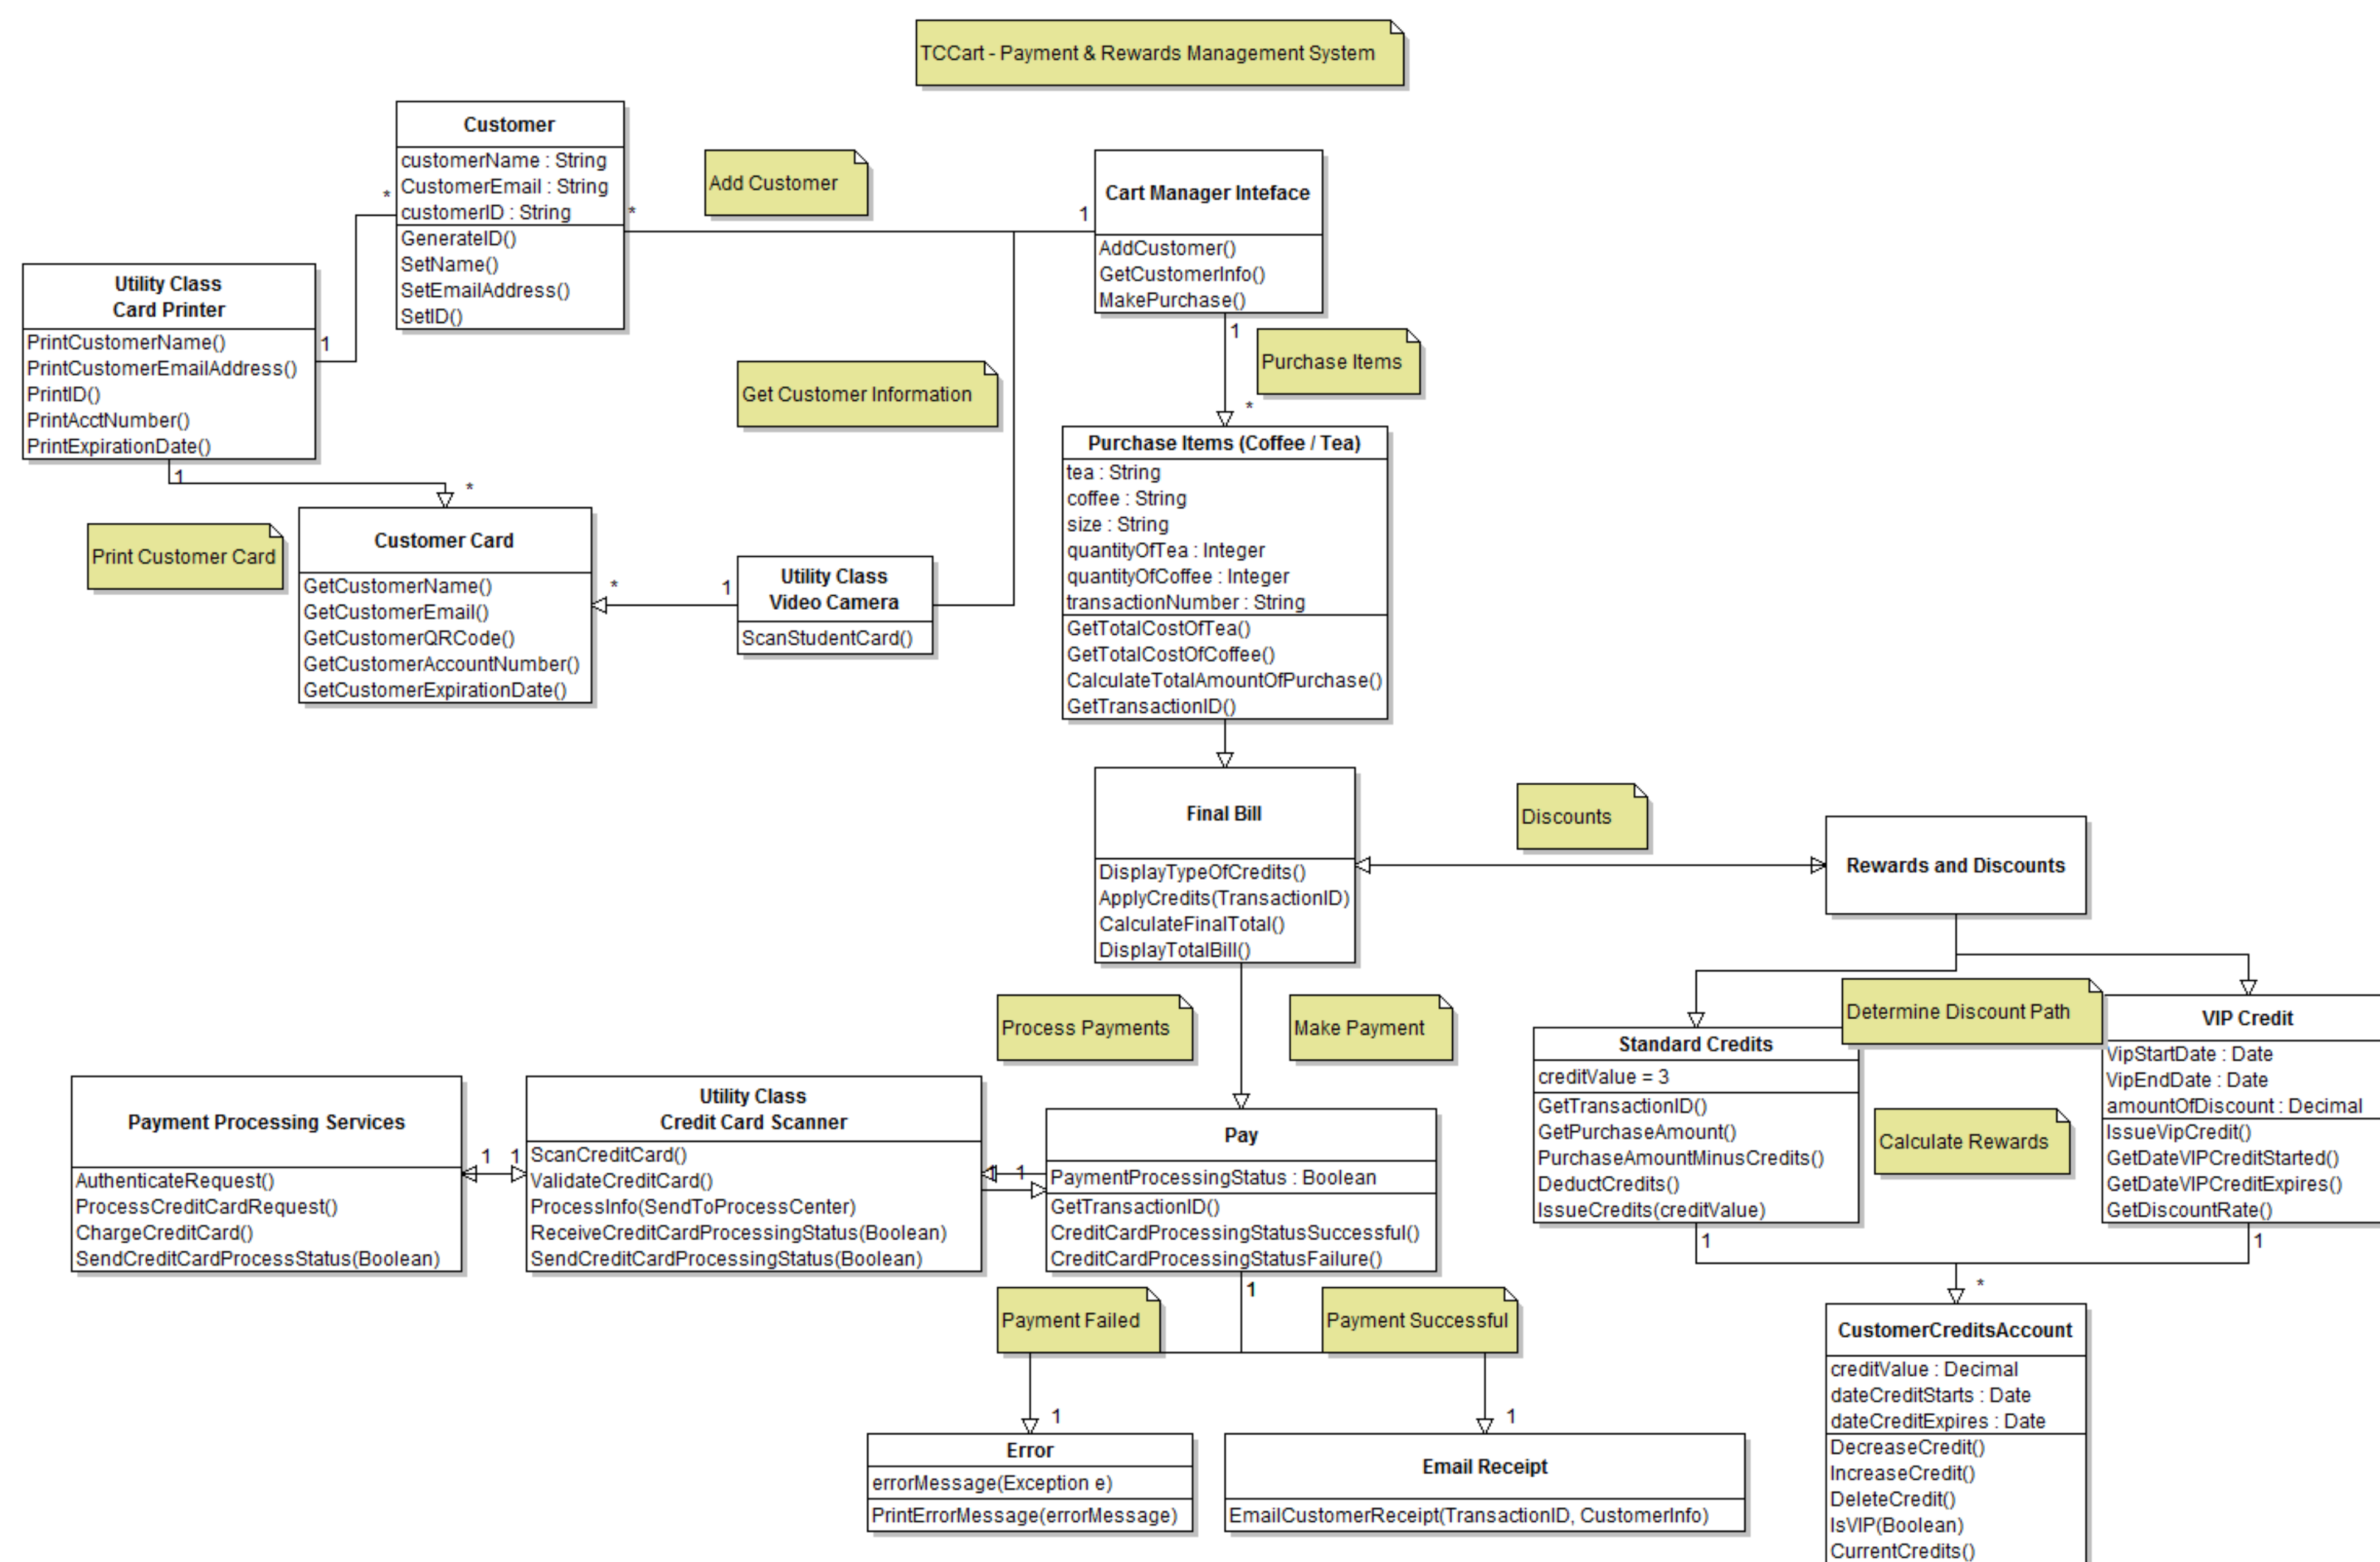 TCCart - Payment & Rewards Management System
Customer
customerName : String
CustomerEmail : String
customerID : String
GenerateID()
SetName()
SetEmailAddress()
SetID()
*
*
Add Customer
1
Cart Manager Inteface
AddCustomer()
GetCustomerInfo()
MakePurchase()
1
Purchase Items
*
Utility Class
Card Printer
PrintCustomerName()
PrintCustomerEmailAddress()
PrintID()
PrintAcctNumber()
PrintExpirationDate()
1
1
*
Get Customer Information
Print Customer Card
Customer Card
GetCustomerName()
GetCustomerEmail()
GetCustomerQRCode()
GetCustomerAccountNumber()
GetCustomerExpirationDate()
*
1
Utility Class
Video Camera
ScanStudentCard()
Purchase Items (Coffee / Tea)
tea : String
coffee : String
size : String
quantityOfTea : Integer
quantityOfCoffee : Integer
transactionNumber : String
GetTotalCostOfTea()
GetTotalCostOfCoffee()
CalculateTotalAmountOfPurchase()
GetTransactionID()
Final Bill
DisplayTypeOfCredits()
ApplyCredits(TransactionID)
CalculateFinalTotal()
DisplayTotalBill()
Discounts
Rewards and Discounts
Process Payments
Make Payment
Determine Discount Path
Standard Credits
creditValue = 3
GetTransactionID()
GetPurchaseAmount()
PurchaseAmountMinusCredits()
DeductCredits()
IssueCredits(creditValue)
1
Calculate Rewards
VIP Credit
VipStartDate : Date
VipEndDate : Date
amountOfDiscount : Decimal
IssueVipCredit()
GetDateVIPCreditStarted()
GetDateVIPCreditExpires()
GetDiscountRate()
1
*
Payment Processing Services
AuthenticateRequest()
ProcessCreditCardRequest()
ChargeCreditCard()
SendCreditCardProcessStatus(Boolean)
1
1
Utility Class
Credit Card Scanner
ScanCreditCard()
ValidateCreditCard()
ProcessInfo(SendToProcessCenter)
ReceiveCreditCardProcessingStatus(Boolean)
SendCreditCardProcessingStatus(Boolean)
1
1
Pay
PaymentProcessingStatus : Boolean
GetTransactionID()
CreditCardProcessingStatusSuccessful()
CreditCardProcessingStatusFailure()
1
Payment Failed
Payment Successful
1
1
Error
errorMessage(Exception e)
PrintErrorMessage(errorMessage)
Email Receipt
EmailCustomerReceipt(TransactionID, CustomerInfo)
CustomerCreditsAccount
creditValue : Decimal
dateCreditStarts : Date
dateCreditExpires : Date
DecreaseCredit()
IncreaseCredit()
DeleteCredit()
IsVIP(Boolean)
CurrentCredits()